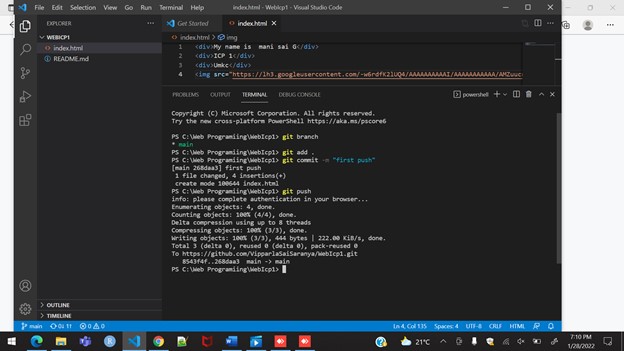 File Edit Selection View Go Run Terminal Help
index.html - WebIcp1 - Visual Studio Code
EXPLORER
WEBICP1
index.html
README.md
OUTLINE
TIMELINE
Get Started
index.html
index.html > img
1 <div>My name is mani sai G</div>
2 <div>ICP 1</div>
3 <div>Umkc</div>
4 <img src="https://lh3.googleusercontent.com/-w6rdfK2lUQ4/AAAAAAAAAAI/AAAAAAAAAAA/AMZuuc
PROBLEMS OUTPUT TERMINAL DEBUG CONSOLE
powershell
Copyright (C) Microsoft Corporation. All rights reserved.
Try the new cross-platform PowerShell https://aka.ms/pscore6
PS C:\Web Programiing\WebIcp1> git branch
* main
PS C:\Web Programiing\WebIcp1> git add .
PS C:\Web Programiing\WebIcp1> git commit -m "first push"
[main 268daa3] first push
1 file changed, 4 insertions(+)
create mode 100644 index.html
PS C:\Web Programiing\WebIcp1> git push
info: please complete authentication in your browser...
Enumerating objects: 4, done.
Counting objects: 100% (4/4), done.
Delta compression using up to 8 threads
Compressing objects: 100% (3/3), done.
Writing objects: 100% (3/3), 444 bytes | 222.00 KiB/s, done.
Total 3 (delta 0), reused 0 (delta 0), pack-reused 0
To https://github.com/VipparlaSaiSaranya/WebIcp1.git
8543f4f..268daa3 main -> main
PS C:\Web Programiing\WebIcp1>
main 0↓ 1↑ 0 0
Ln 4, Col 135 Spaces: 4 UTF-8 CRLF HTML
21°C
7:10 PM
1/28/2022